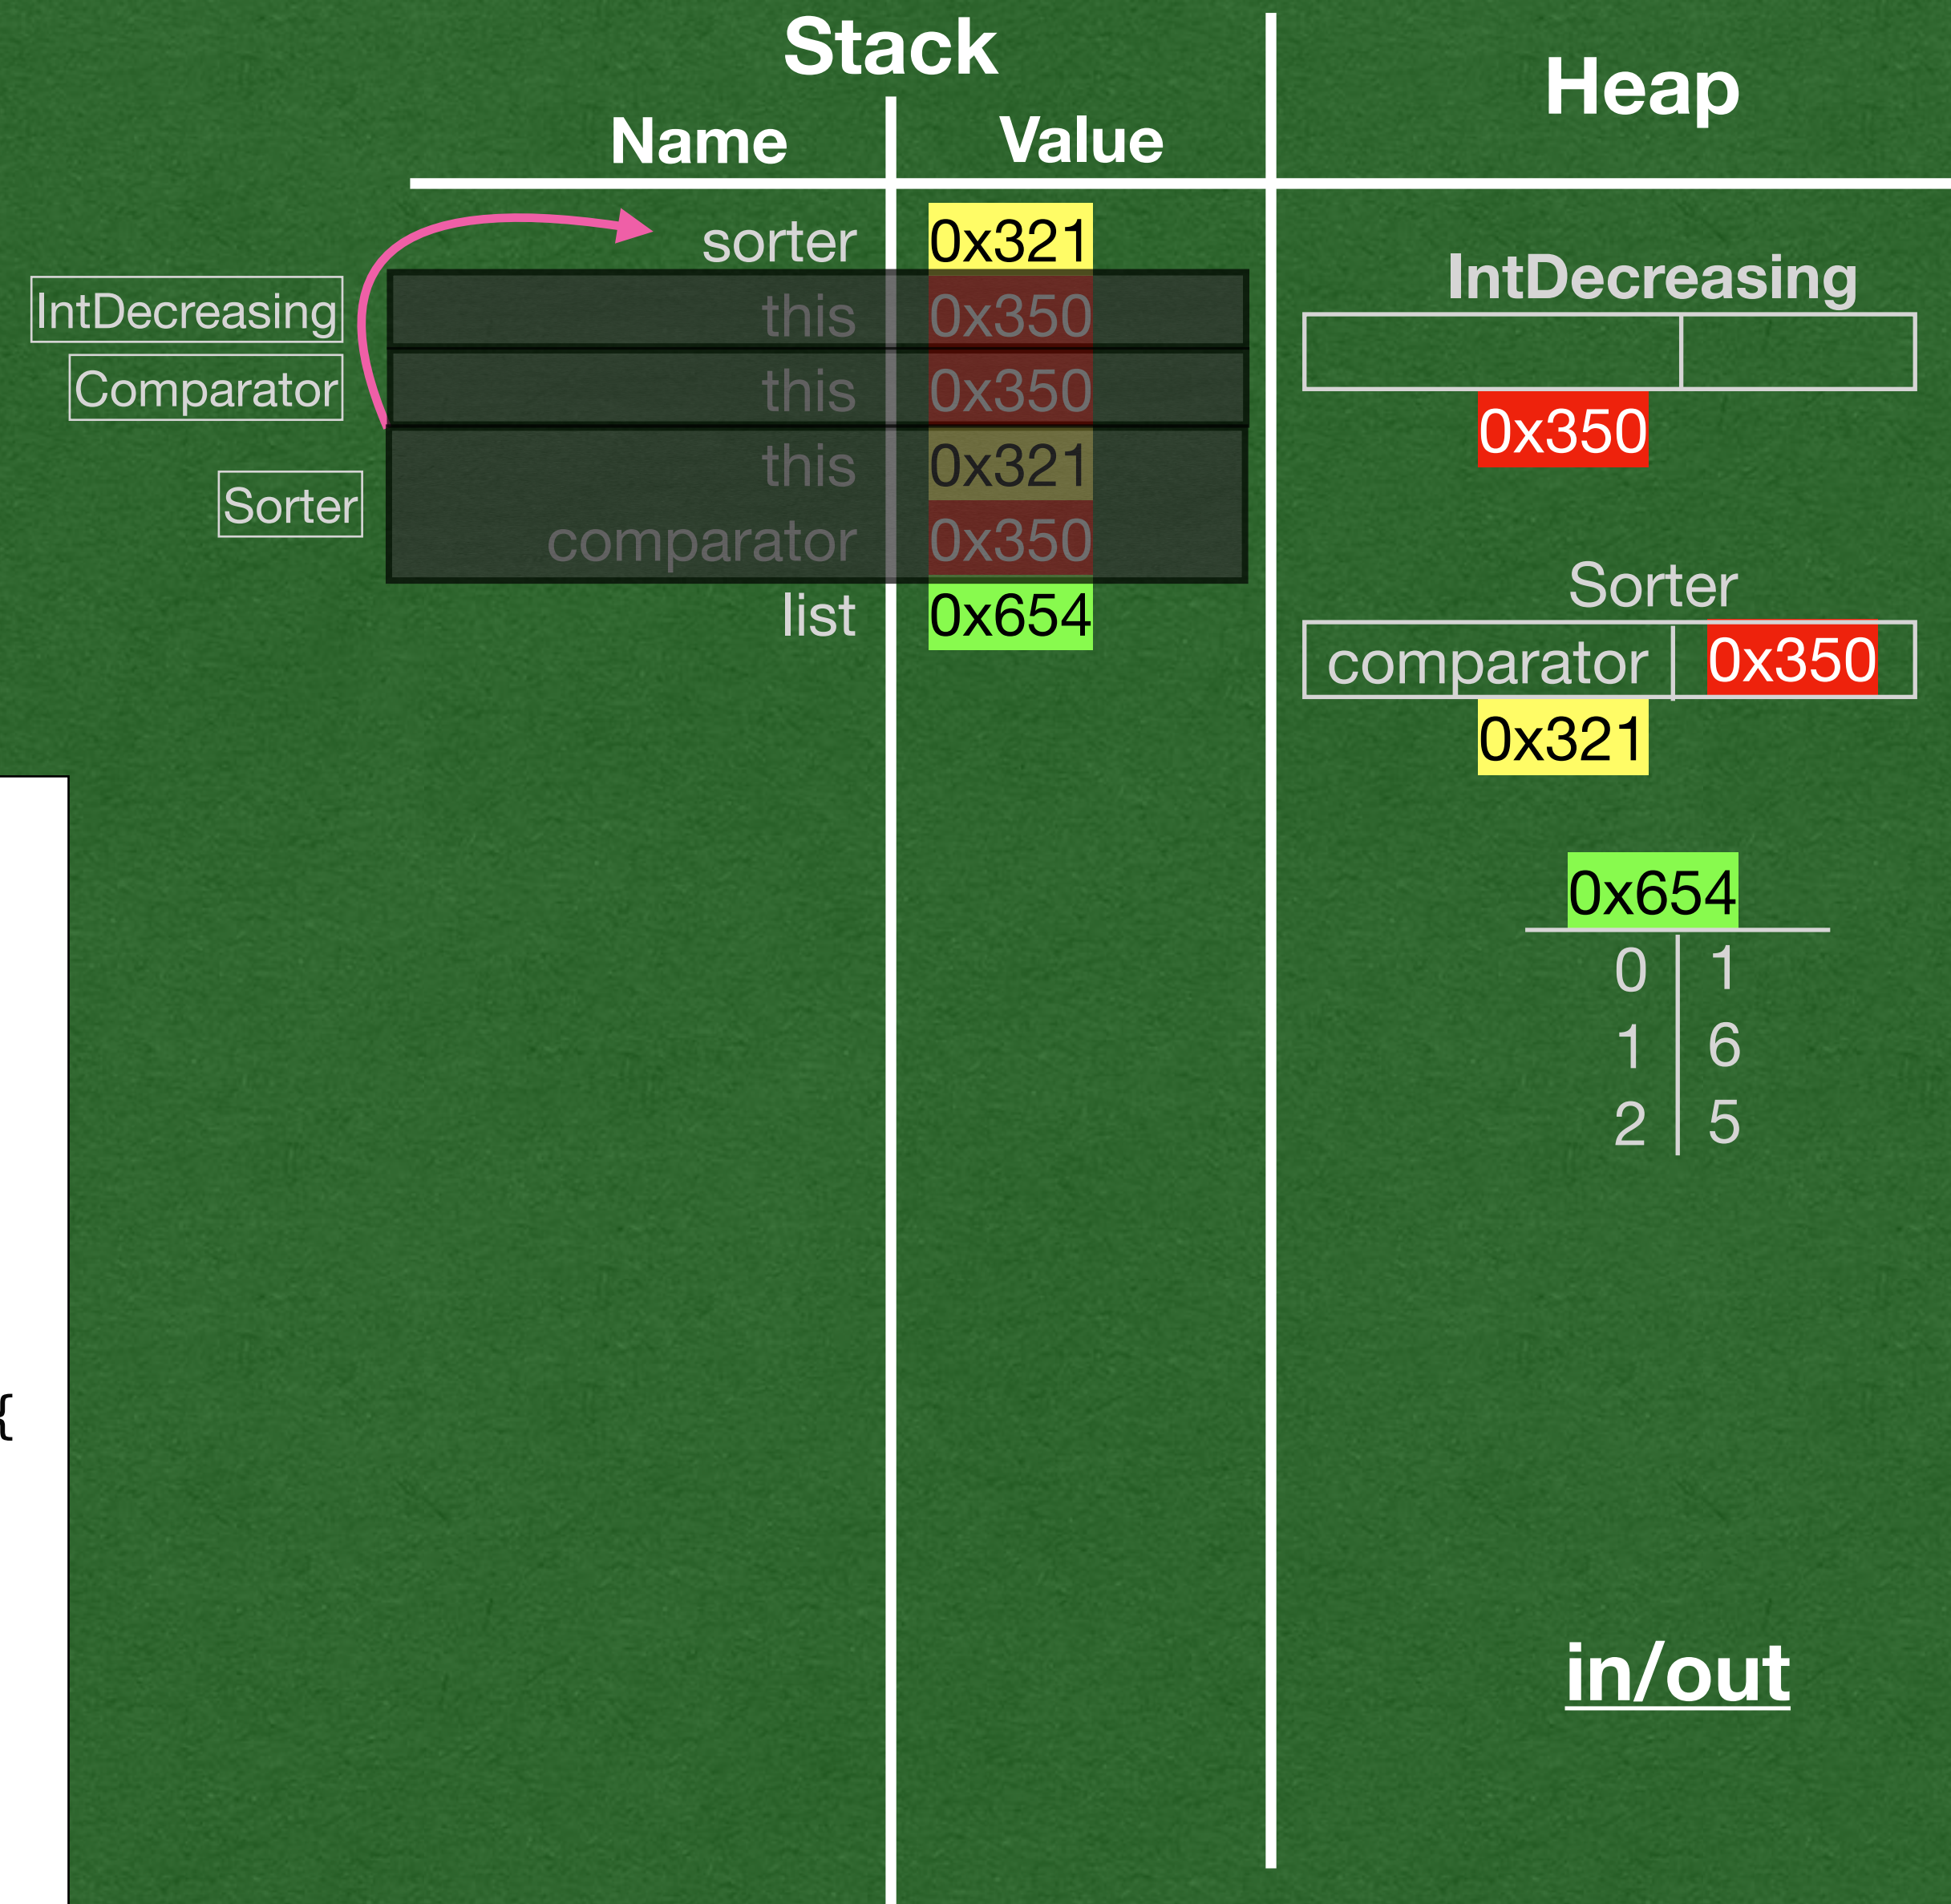 Stack
Heap
Name Value
sorter 0x321
IntDecreasing this 0x350
Comparator this 0x350
this 0x321
Sorter
comparator 0x350
list 0x654
IntDecreasing
0x350
Sorter
comparator 0x350
0x321
0x654
0 1
1 6
2 5
{
in/out